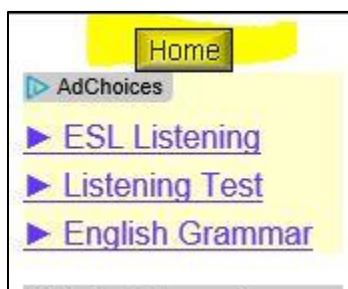 Home
AdChoices
► ESL Listening
► Listening Test
► English Grammar